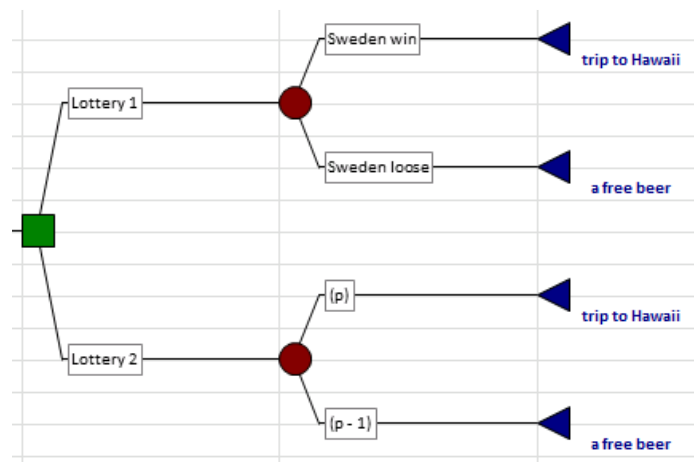 Sweden win
trip to Hawaii
Lottery 1
Sweden loose
a free beer
(p)
trip to Hawaii
Lottery 2
(p - 1)
a free beer